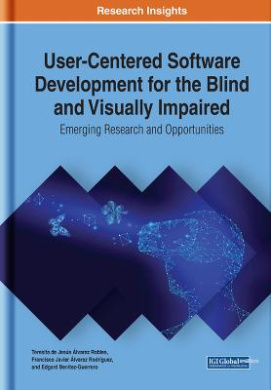 Research Insights
User-Centered Software
Development for the Blind
and Visually Impaired
Emerging Research and Opportunities
Teresita de Jesús Álvarez Robles,
Francisco Javier Álvarez Rodríguez,
and Edgard Benítez-Guerrero
IGI Global